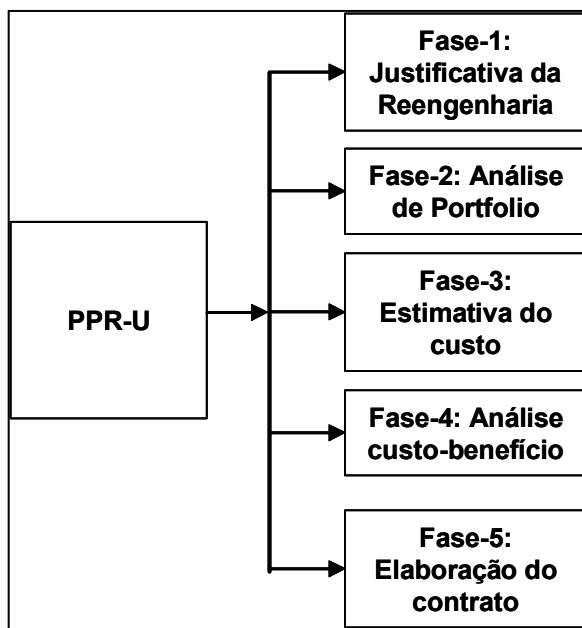 Fase-1:
Justificativa da
Reengenharia
Fase-2: Análise
de Portfolio
PPR-U
Fase-3:
Estimativa do
custo
Fase-4: Análise
custo-benefício
Fase-5:
Elaboração do
contrato